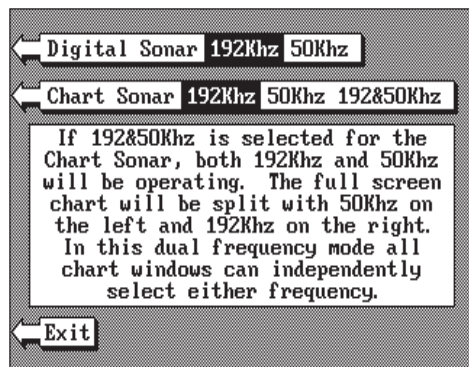 Digital Sonar 192Khz 50Khz
Chart Sonar 192Khz 50Khz 192&50Khz
If 192&50Khz is selected for the
Chart Sonar, both 192Khz and 50Khz
will be operating. The full screen
chart will be split with 50Khz on
the left and 192Khz on the right.
In this dual frequency mode all
chart windows can independently
select either frequency.
Exit